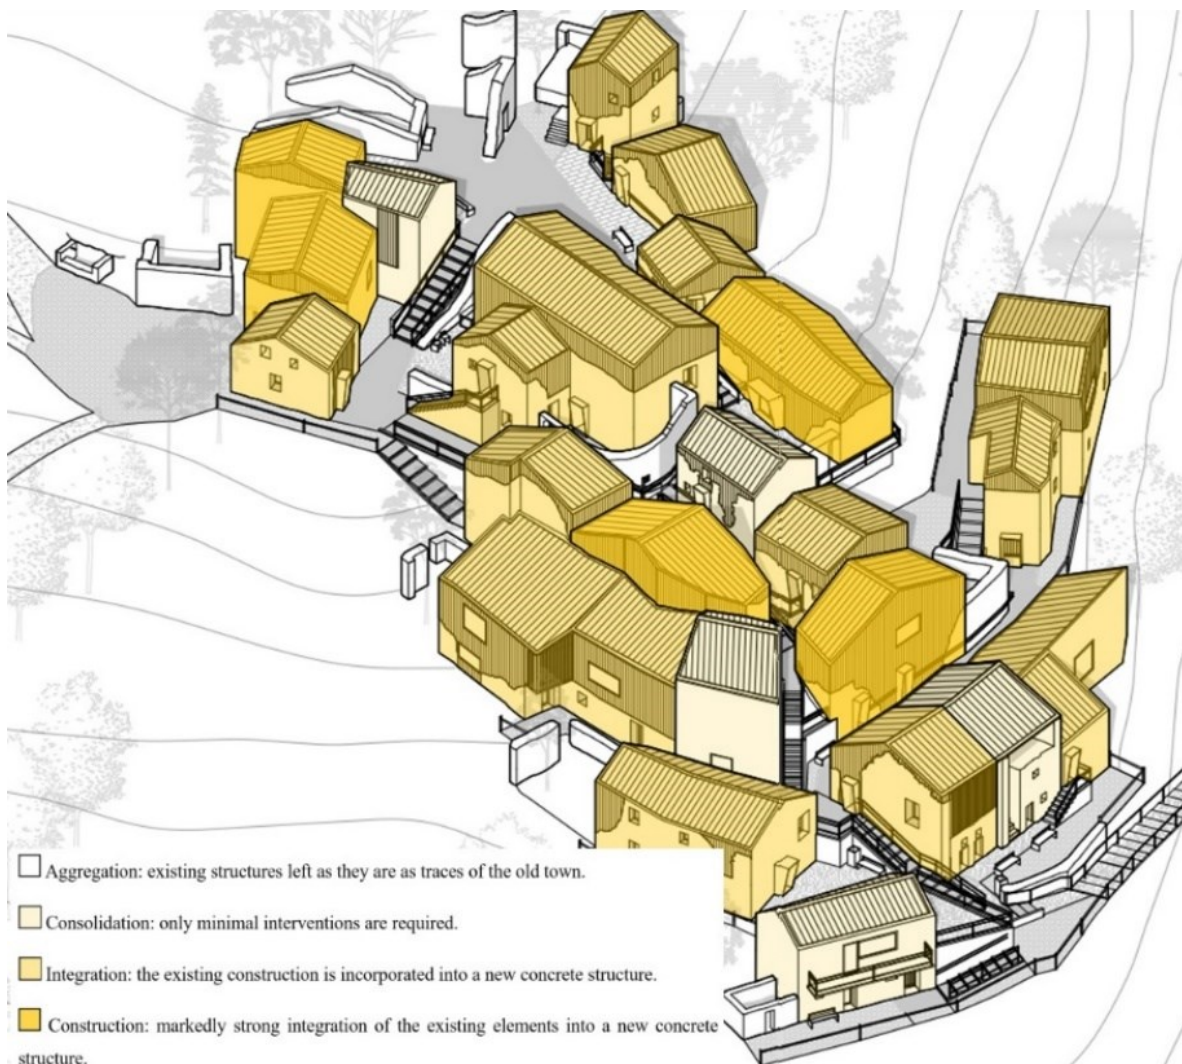 Aggregation: existing structures left as they are as traces of the old town.
Consolidation: only minimal interventions are required.
Integration: the existing construction is incorporated into a new concrete structure.
Construction: markedly strong integration of the existing elements into a new concrete
structure.